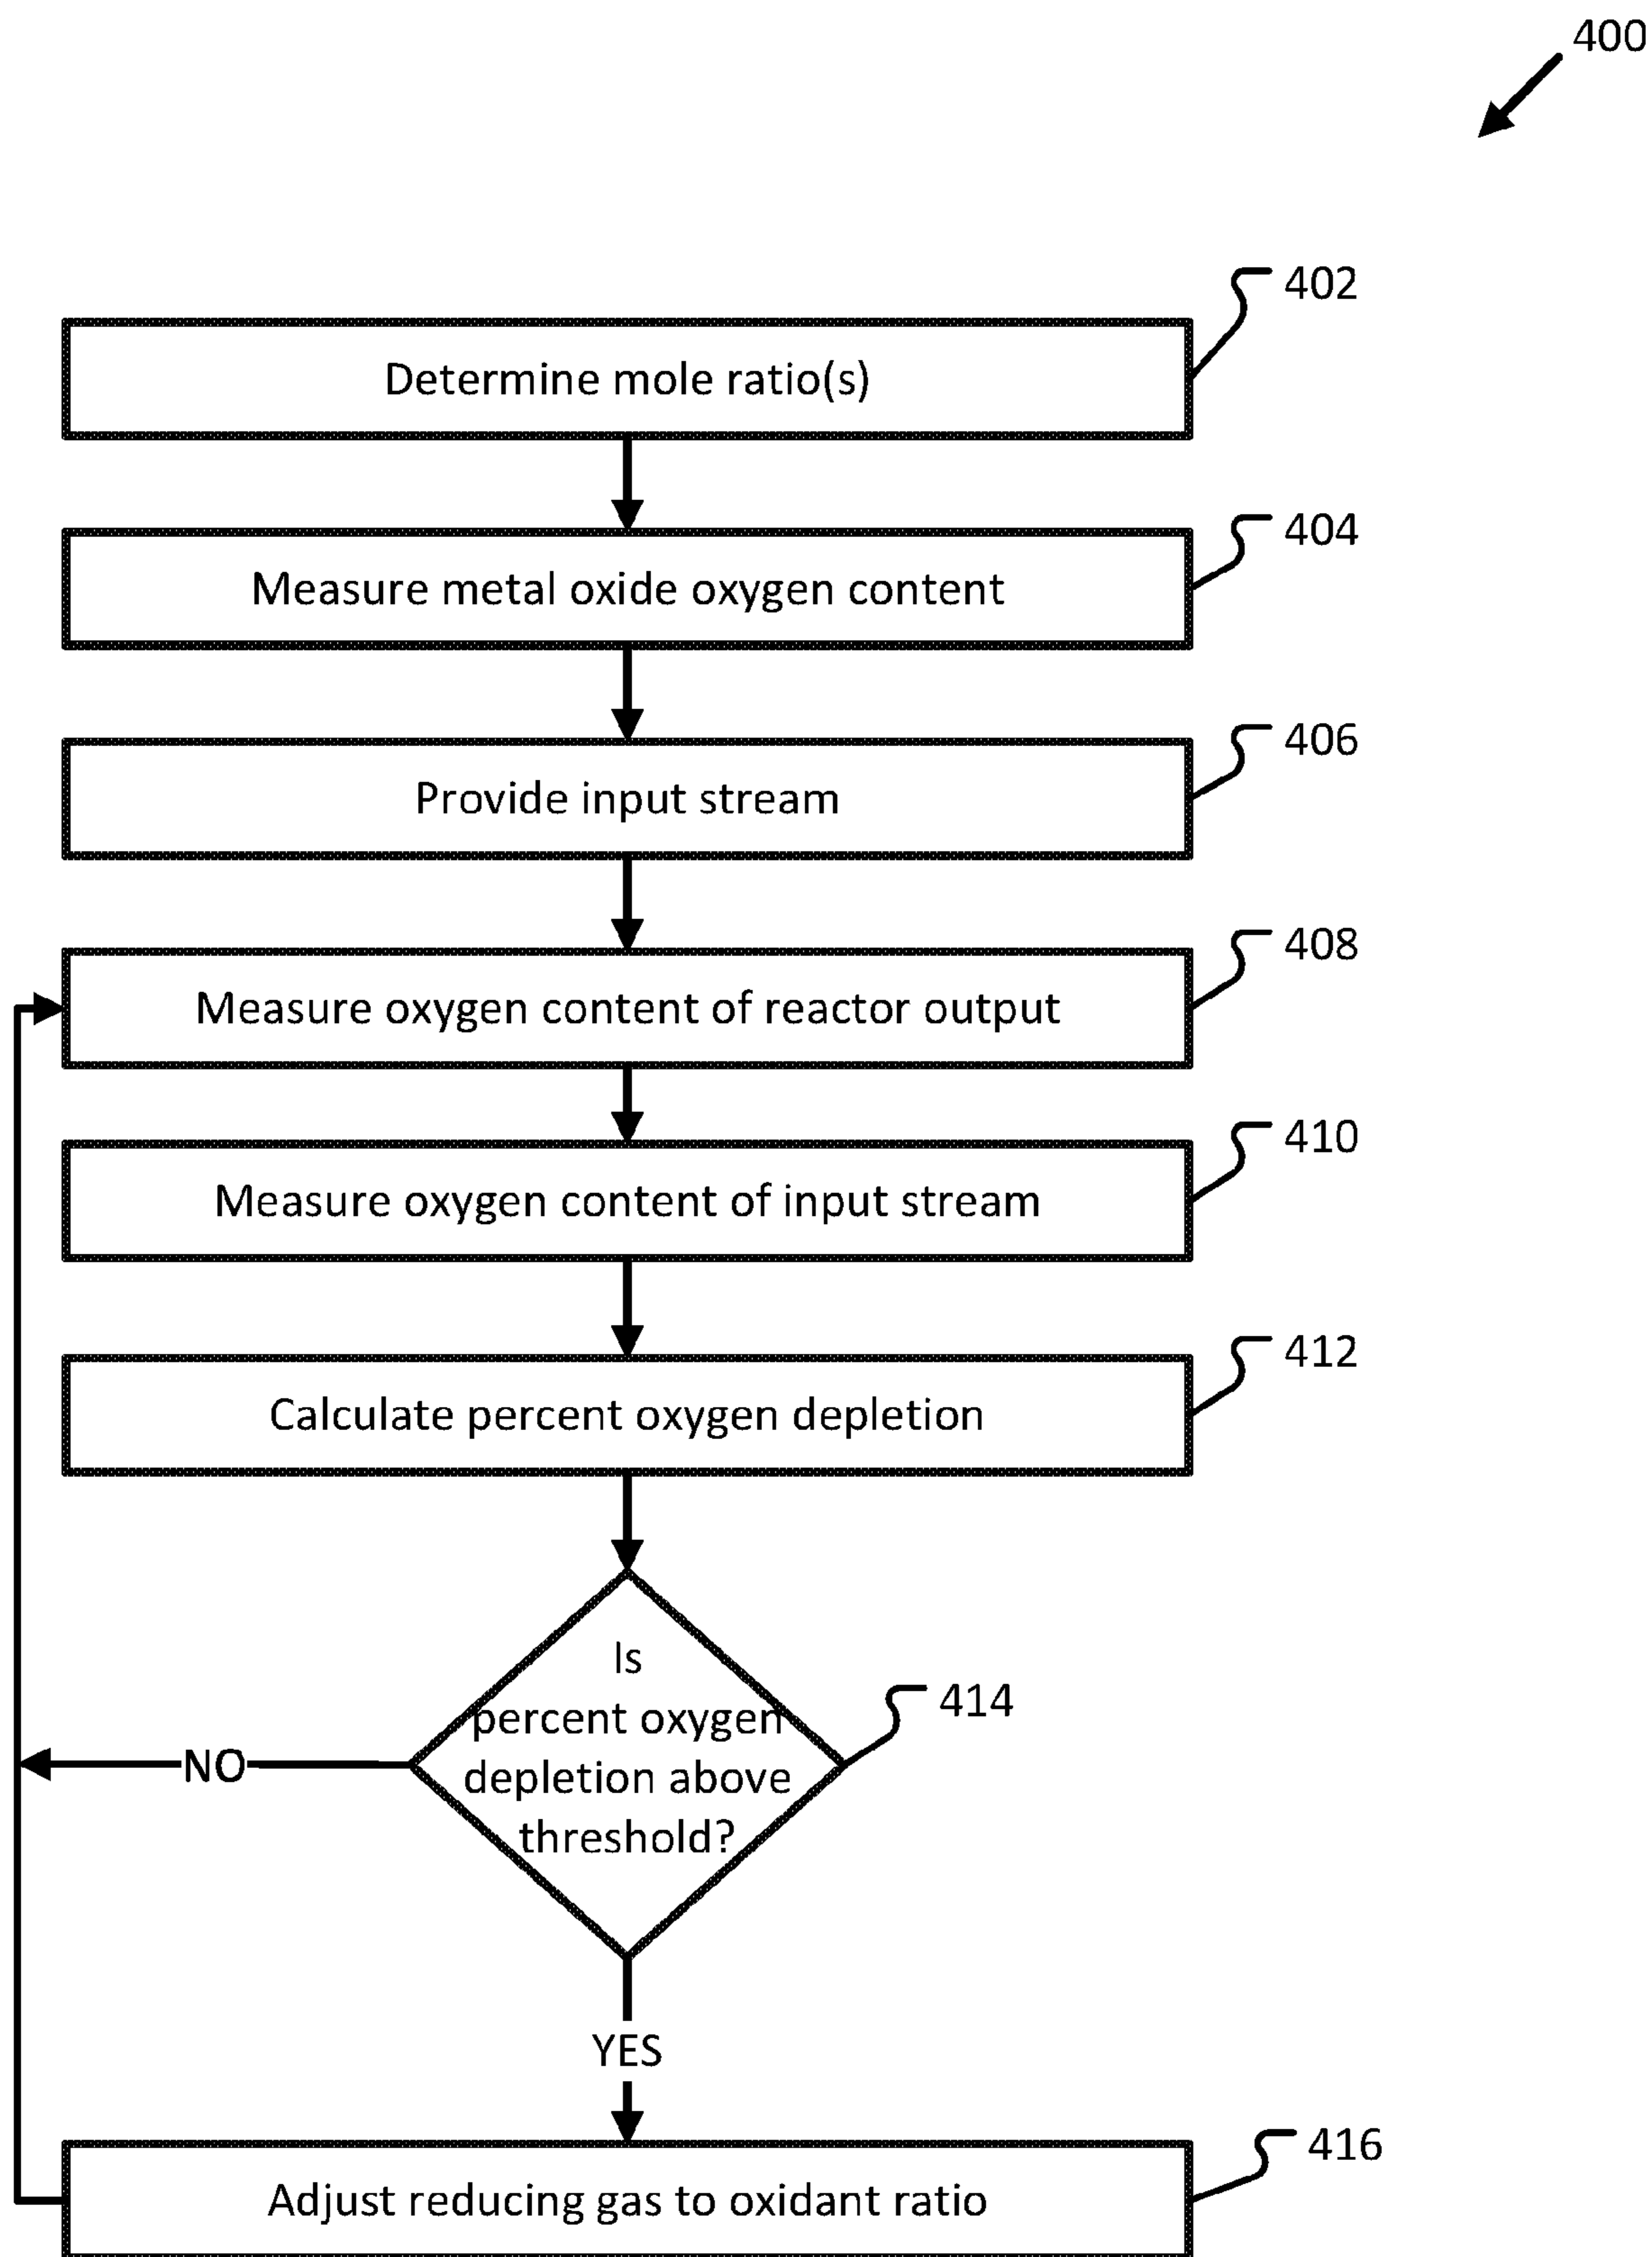 400
402
Determine mole ratio(s)
404
Measure metal oxide oxygen content
406
Provide input stream
408
Measure oxygen content of reactor output
410
Measure oxygen content of input stream
412
Calculate percent oxygen depletion
Is
percent oxygen
414
depletion above
threshold?
NO
YES
416
Adjust reducing gas to oxidant ratio